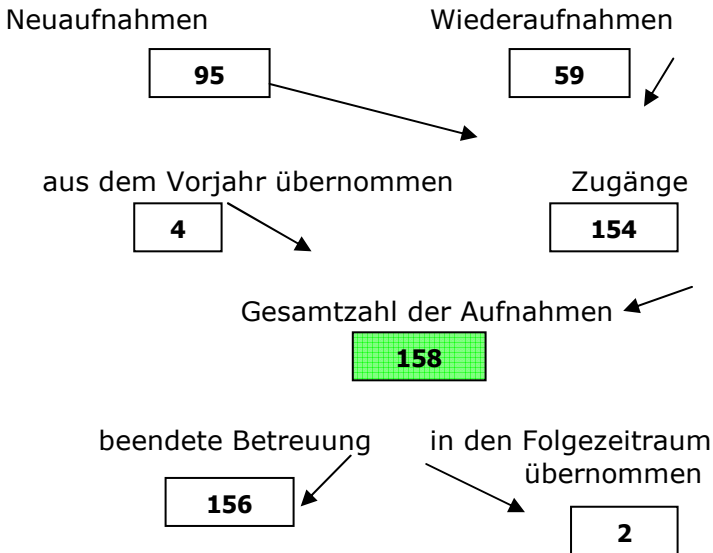 Neuaufnahmen Wiederaufnahmen
95 59
aus dem Vorjahr übernommen Zugänge
4 154
Gesamtzahl der Aufnahmen
158
beendete Betreuung in den Folgezeitraum
übernommen
156
2